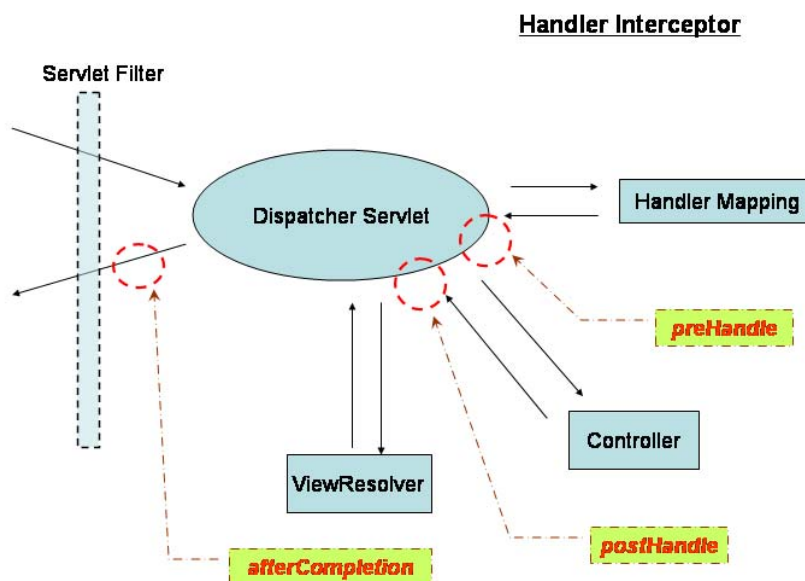 Handler Interceptor
Servlet Filter
Dispatcher Servlet
Handler Mapping
preHandle
Controller
ViewResolver
postHandle
afterCompletion